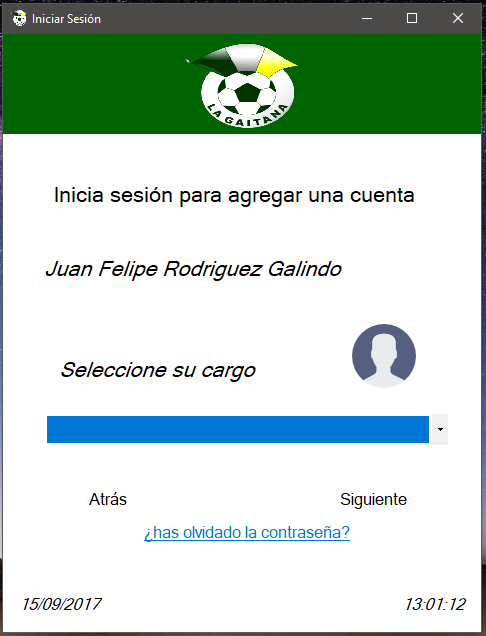 Iniciar Sesión
LA GAITANA
Inicia sesión para agregar una cuenta
Juan Felipe Rodriguez Galindo
Seleccione su cargo
Atrás
Siguiente
¿has olvidado la contraseña?
15/09/2017
13:01:12